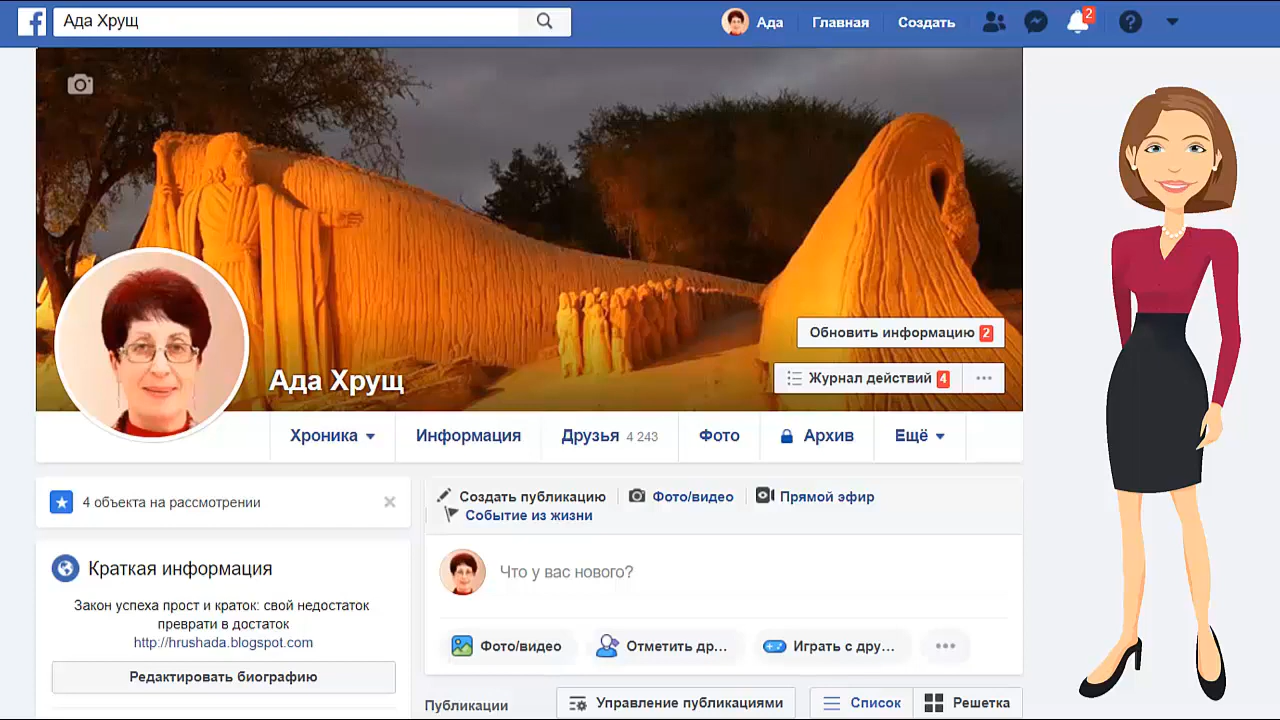 Ада Хрущ
Ада
Главная
Создать
2
Обновить информацию 2
Журнал действий 4
Ада Хрущ
Хроника
Информация
Друзья 4 243
Фото
Архив
Ещё
4 объекта на рассмотрении
Создать публикацию
Фото/видео
Прямой эфир
Событие из жизни
Краткая информация
Закон успеха прост и краток: свой недостаток
преврати в достаток
http://hrushada.blogspot.com
Редактировать биографию
Что у вас нового?
Фото/видео
Отметить др...
Играть с дру...
Публикации
Управление публикациями
Список
Решетка